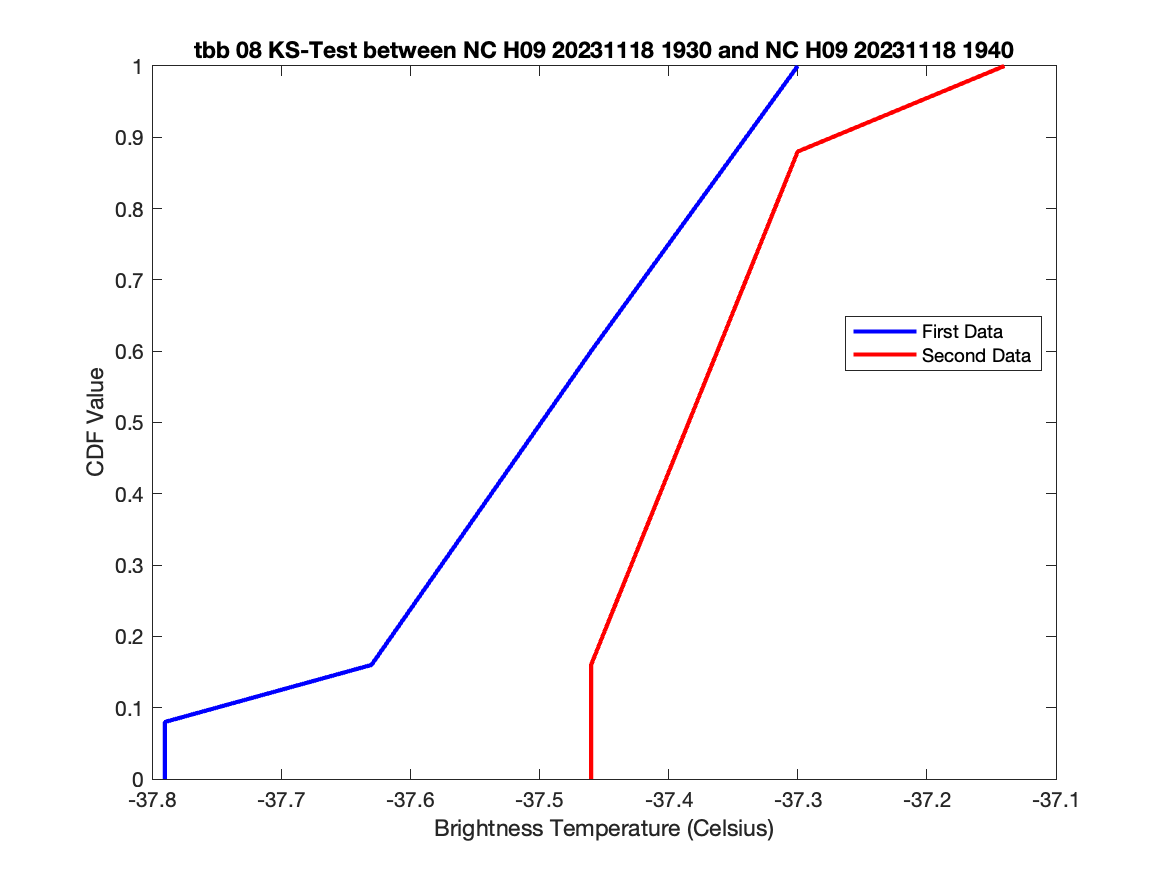 tbb 08 KS-Test between NC H09 20231118 1930 and NC H09 20231118 1940
1
0.9
0.8
0.7
0.6
0.5
0.4
0.3
0.2
0.1
0
CDF Value
First Data
Second Data
-37.8 -37.7 -37.6 -37.5 -37.4 -37.3 -37.2 -37.1
Brightness Temperature (Celsius)